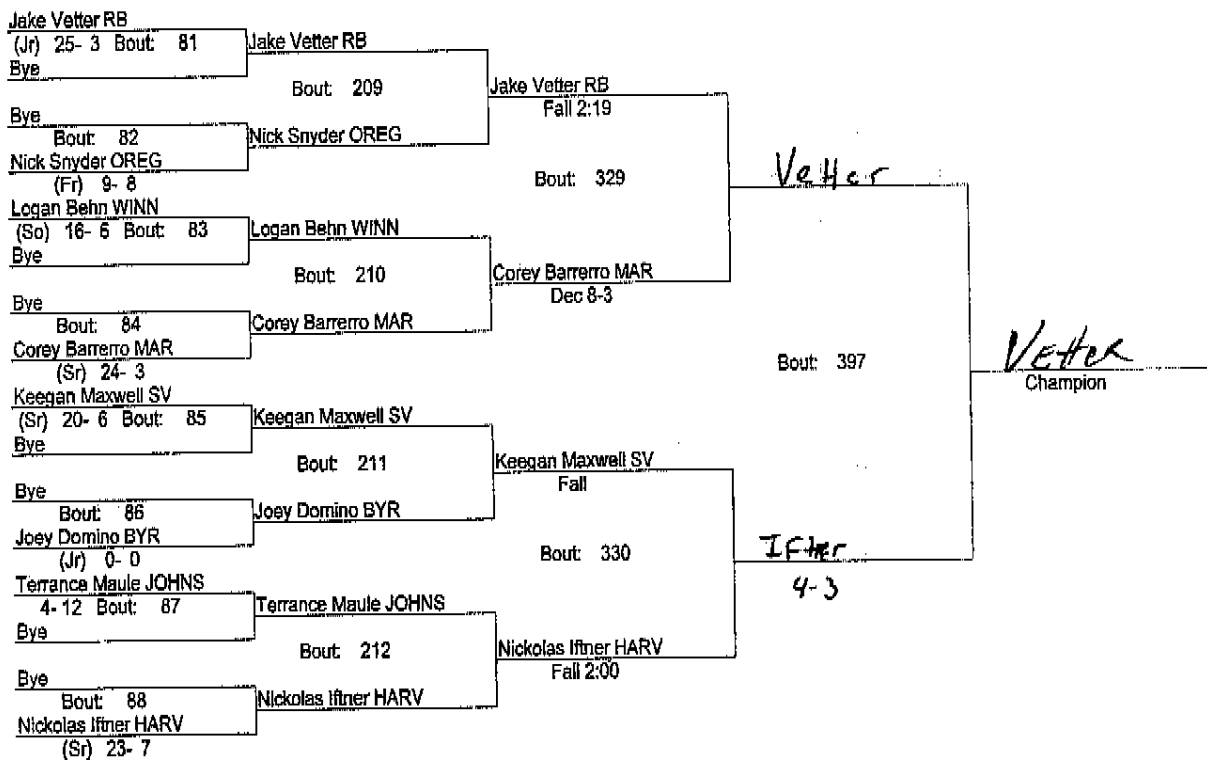 Jake Vetter RB
(Jr) 25- 3 Bout: 81
Bye
Jake Vetter RB
Bout: 209
Bye
Bout: 82
Nick Snyder OREG
(Fr) 9- 8
Nick Snyder OREG
Jake Vetter RB
Fall 2:19
Bout: 329
Logan Behn WINN
(So) 16- 6 Bout: 83
Bye
Logan Behn WINN
Bout: 210
Bye
Bout: 84
Corey Barrerro MAR
(Sr) 24- 3
Corey Barrerro MAR
Corey Barrerro MAR
Dec 8-3
Vetter
Bout: 397
Vetter
Champion
Keegan Maxwell SV
(Sr) 20- 6 Bout: 85
Bye
Keegan Maxwell SV
Bout: 211
Bye
Bout: 86
Joey Domino BYR
(Jr) 0- 0
Joey Domino BYR
Keegan Maxwell SV
Fall
Bout: 330
Terrance Maule JOHNS
4- 12 Bout: 87
Bye
Terrance Maule JOHNS
Bout: 212
Bye
Bout: 88
Nickolas Iftner HARV
(Sr) 23- 7
Nickolas Iftner HARV
Nickolas Iftner HARV
Fall 2:00
4-3